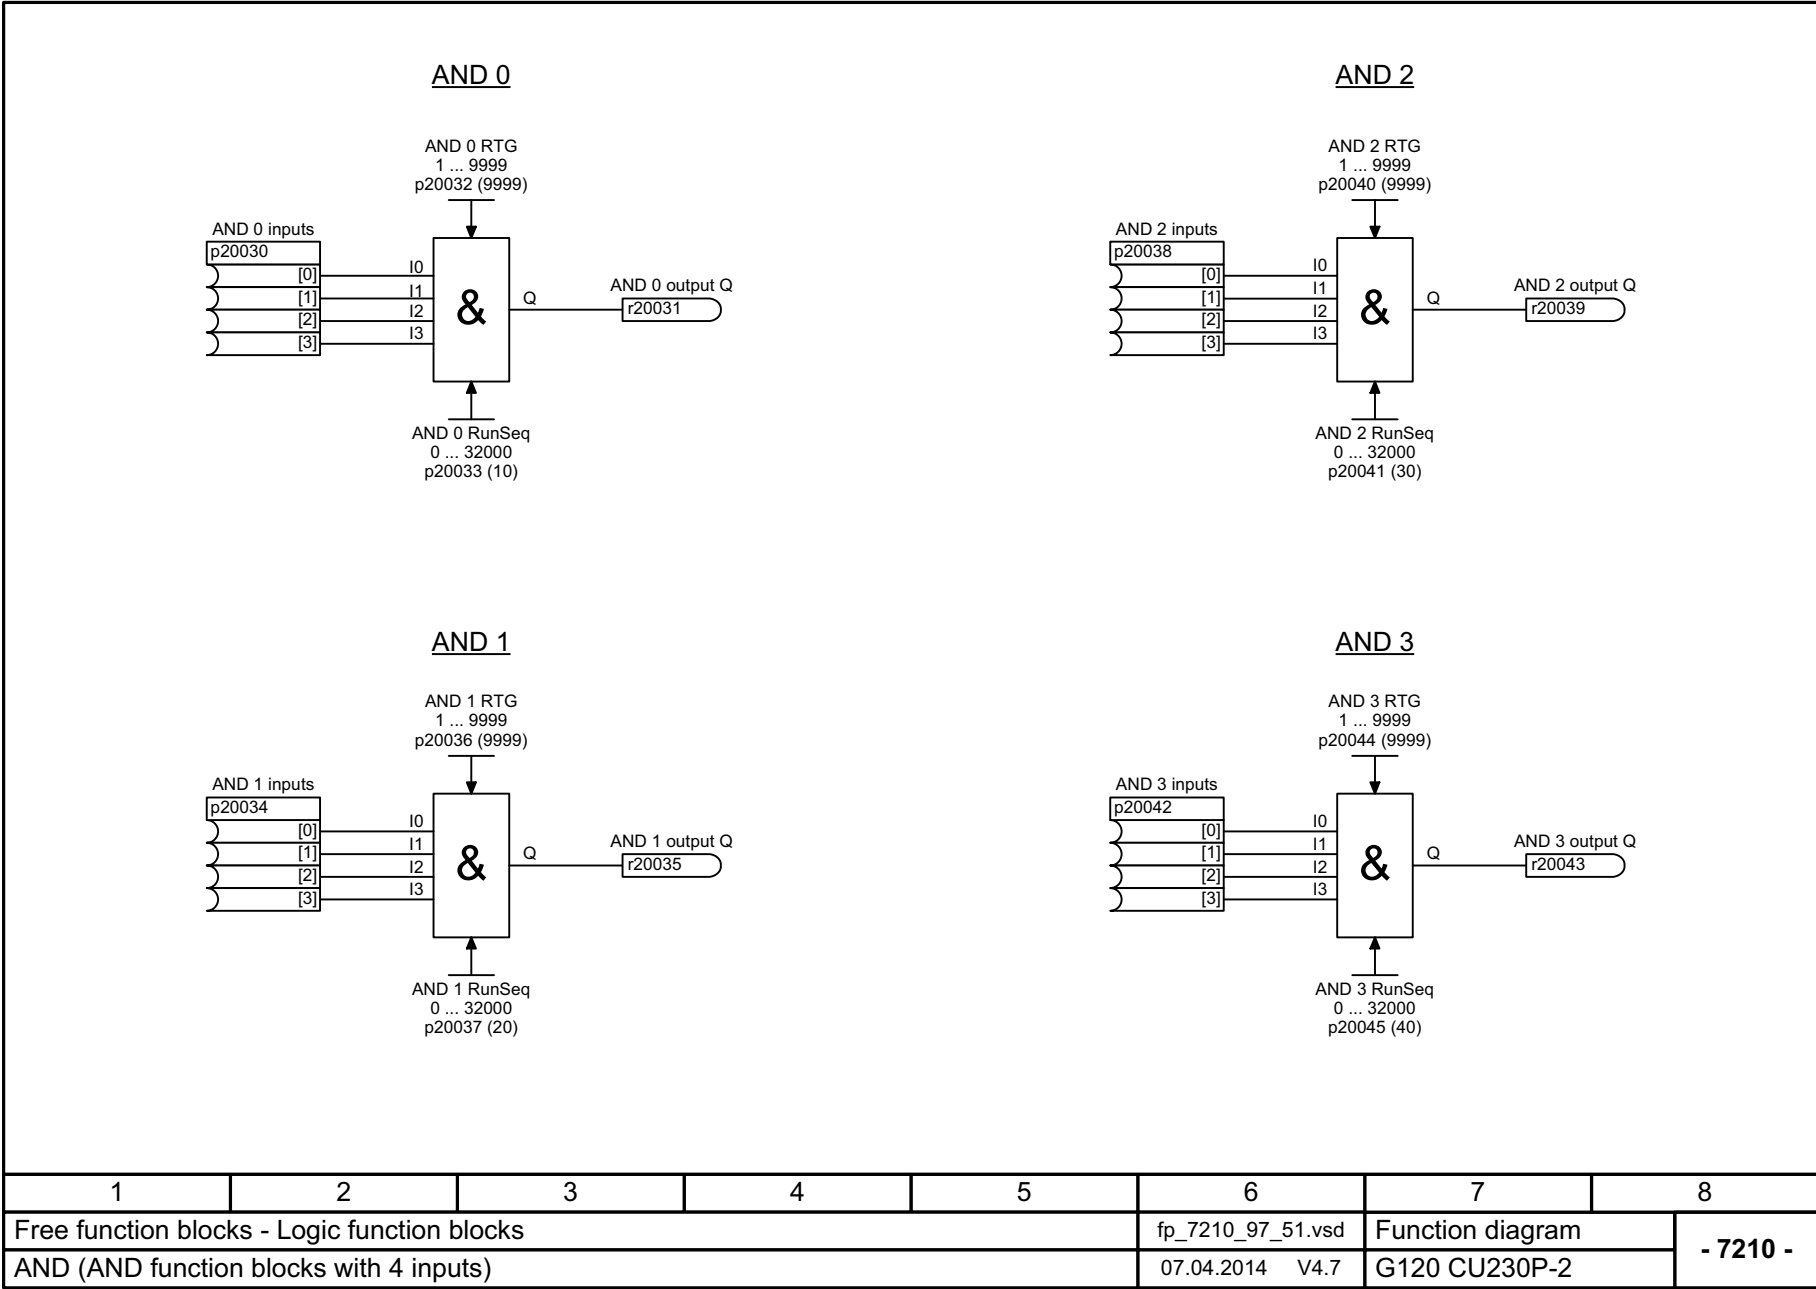 AND 0
AND 0 RTG
1 ... 9999
p20032 (9999)
AND 0 inputs
p20030
[0]
[1]
[2]
[3]
I0
I1
I2
I3
&
Q
AND 0 output Q
r20031
AND 0 RunSeq
0 ... 32000
p20033 (10)
AND 2
AND 2 RTG
1 ... 9999
p20040 (9999)
AND 2 inputs
p20038
[0]
[1]
[2]
[3]
I0
I1
I2
I3
&
Q
AND 2 output Q
r20039
AND 2 RunSeq
0 ... 32000
p20041 (30)
AND 1
AND 1 RTG
1 ... 9999
p20036 (9999)
AND 1 inputs
p20034
[0]
[1]
[2]
[3]
I0
I1
I2
I3
&
Q
AND 1 output Q
r20035
AND 1 RunSeq
0 ... 32000
p20037 (20)
AND 3
AND 3 RTG
1 ... 9999
p20044 (9999)
AND 3 inputs
p20042
[0]
[1]
[2]
[3]
I0
I1
I2
I3
&
Q
AND 3 output Q
r20043
AND 3 RunSeq
0 ... 32000
p20045 (40)
1 2 3 4 5 6 7 8
Free function blocks - Logic function blocks
fp_7210_97_51.vsd
Function diagram
- 7210 -
AND (AND function blocks with 4 inputs)
07.04.2014 V4.7
G120 CU230P-2